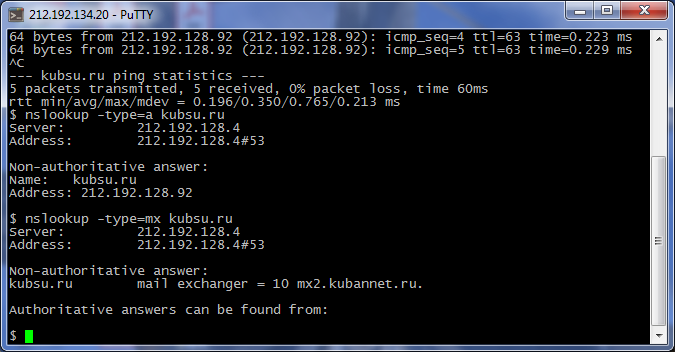 212.192.134.20 - PuTTY
64 bytes from 212.192.128.92 (212.192.128.92): icmp_seq=4 ttl=63 time=0.223 ms
64 bytes from 212.192.128.92 (212.192.128.92): icmp_seq=5 ttl=63 time=0.229 ms
^C
--- kubsu.ru ping statistics ---
5 packets transmitted, 5 received, 0% packet loss, time 60ms
rtt min/avg/max/mdev = 0.196/0.350/0.765/0.213 ms
$ nslookup -type=a kubsu.ru
Server:         212.192.128.4
Address:        212.192.128.4#53
Non-authoritative answer:
Name:   kubsu.ru
Address: 212.192.128.92
$ nslookup -type=mx kubsu.ru
Server:         212.192.128.4
Address:        212.192.128.4#53
Non-authoritative answer:
kubsu.ru        mail exchanger = 10 mx2.kubannet.ru.
Authoritative answers can be found from:
$